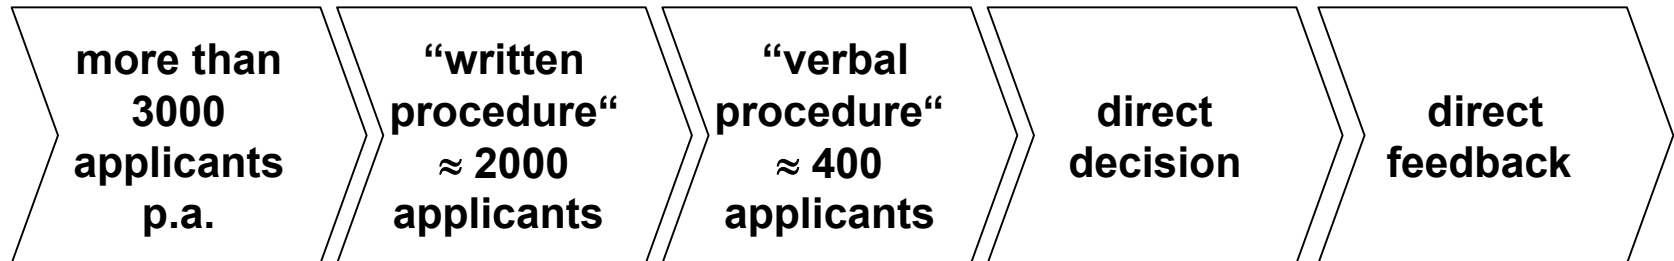 more than
3000
applicants
p.a.
“written
procedure“
≈ 2000
applicants
“verbal
procedure“
≈ 400
applicants
direct
decision
direct
feedback